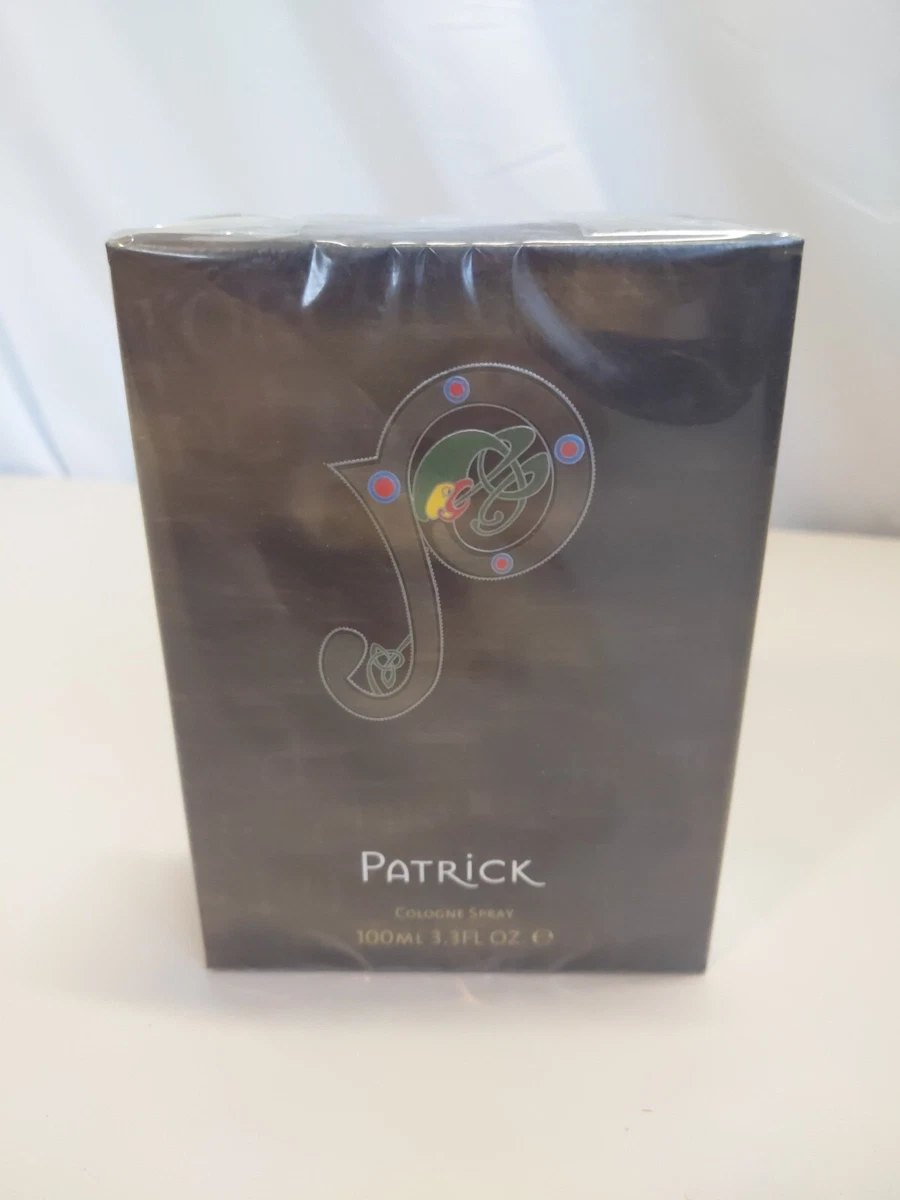 PATRICK
COLOGNE SPRAY
100ML 3.3FL OZ ℮